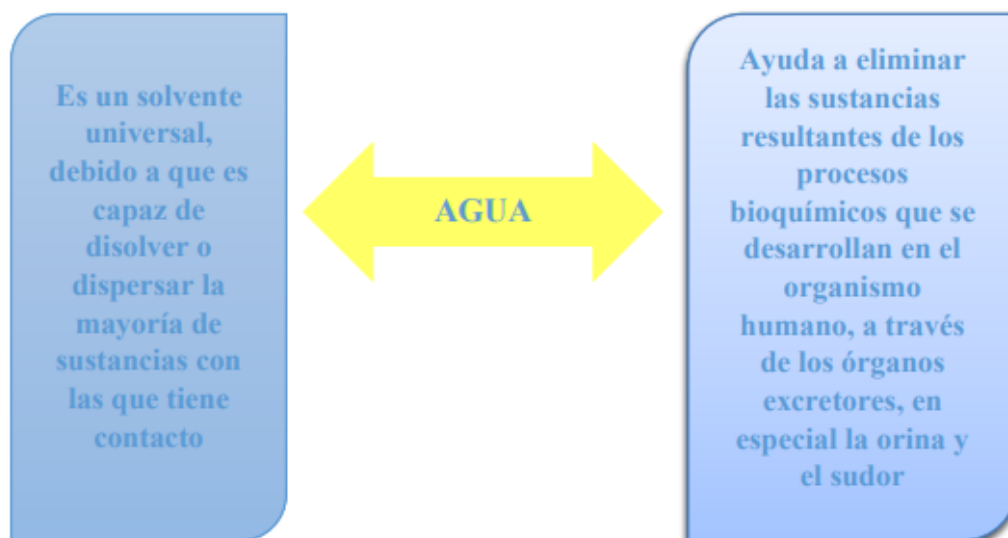 Es un solvente
universal,
debido a que es
capaz de
disolver o
dispersar la
mayoría de
sustancias con
las que tiene
contacto
AGUA
Ayuda a eliminar
las sustancias
resultantes de los
procesos
bioquímicos que se
desarrollan en el
organismo
humano, a través
de los órganos
excretores, en
especial la orina y
el sudor